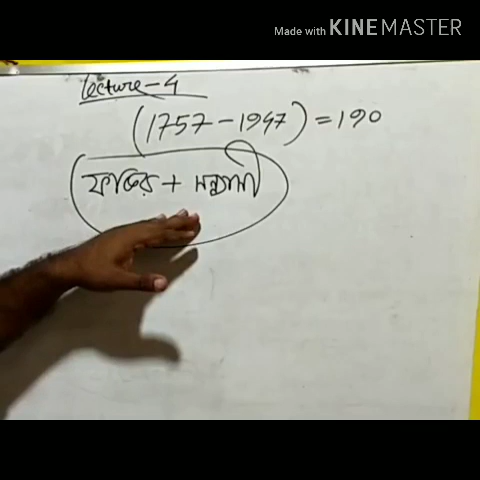 Made with KINEMASTER
Lecture-4
(1757-1947) = 190
ফকির + সন্ন্যাসী